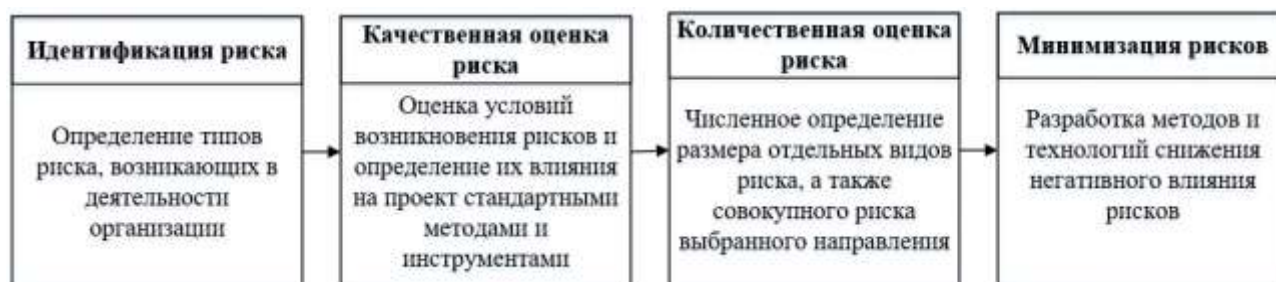 Идентификация риска
Определение типов
риска, возникающих в
деятельности
организации
Качественная оценка
риска
Оценка условий
возникновения рисков и
определение их влияния
на проект стандартными
методами и
инструментами
Количественная оценка
риска
Численное определение
размера отдельных видов
риска, а также
совокупного риска
выбранного направления
Минимизация рисков
Разработка методов и
технологий снижения
негативного влияния
рисков